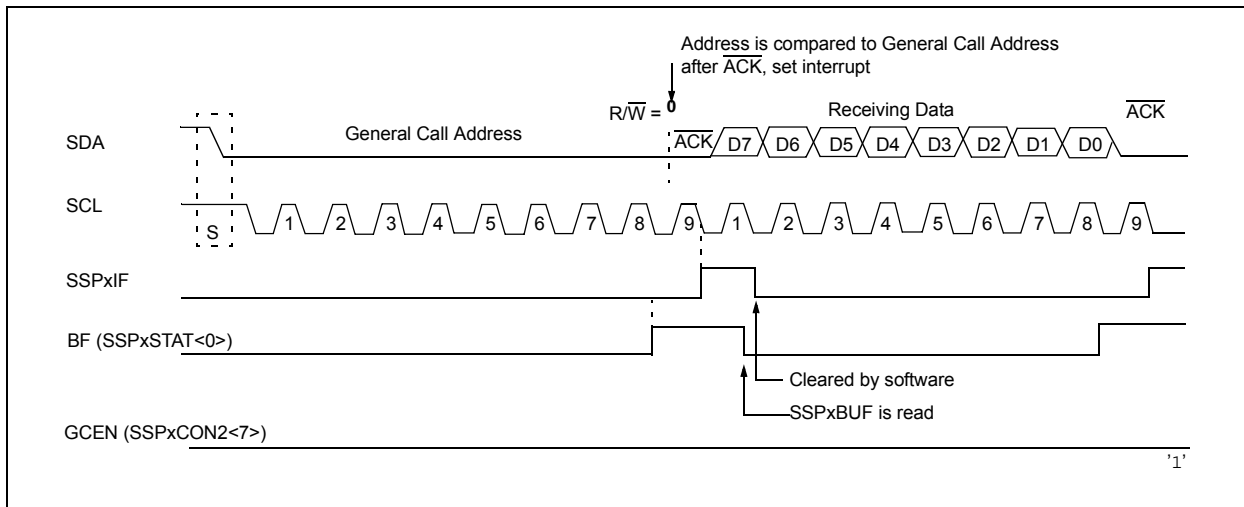 Address is compared to General Call Address
after ACK, set interrupt
R/W = 0
General Call Address
Receiving Data
ACK
SDA
ACK D7 D6 D5 D4 D3 D2 D1 D0
SCL
S 1 2 3 4 5 6 7 8 9 1 2 3 4 5 6 7 8 9
SSPxIF
BF (SSPxSTAT<0>)
Cleared by software
SSPxBUF is read
GCEN (SSPxCON2<7>)
'1'